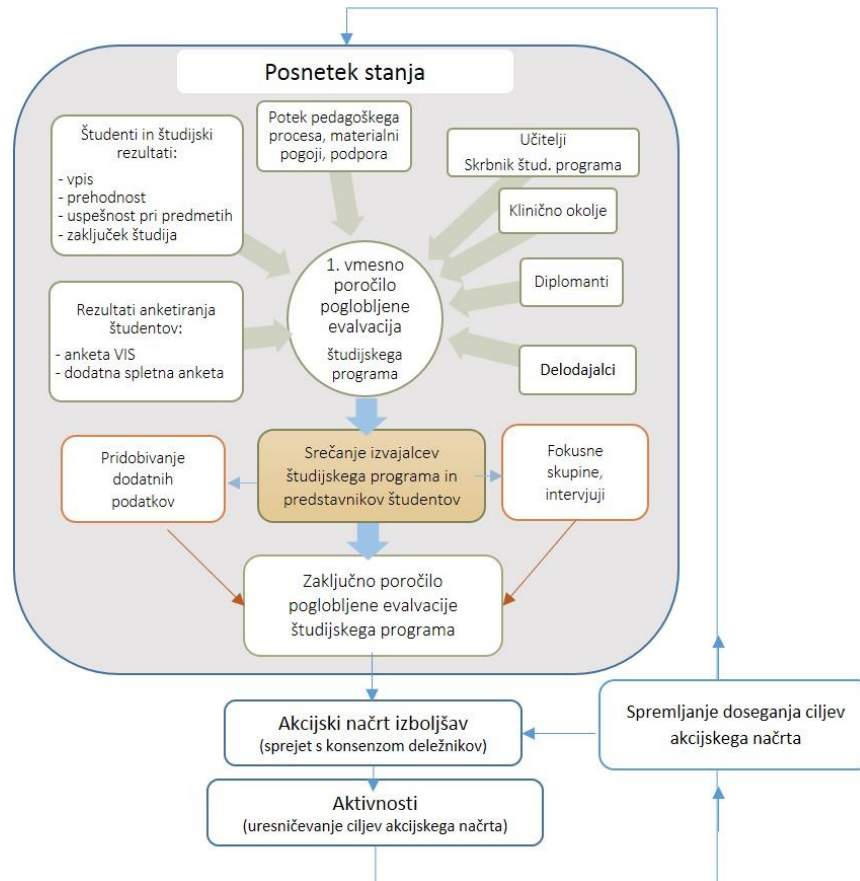 Posnetek stanja
Študenti in študijski
rezultati:
- vpis
- prehodnost
- uspešnost pri predmetih
- zaključek študija
Potek pedagoškega
procesa, materialni
pogoji, podpora
Učitelji
Skrbnik štud. programa
Klinično okolje
Diplomanti
Delodajalci
Rezultati anketiranja
študentov:
- anketa VIS
- dodatna spletna anketa
1. vmesno
poročilo
poglobljene
evalvacija
študijskega
programa
Pridobivanje
dodatnih
podatkov
Srečanje izvajalcev
študijskega programa in
predstavnikov študentov
Fokusne
skupine,
intervjuji
Zaključno poročilo
poglobljene evalvacije
študijskega programa
Akcijski načrt izboljšav
(sprejet s konsenzom deležnikov)
Spremljanje doseganja ciljev
akcijskega načrta
Aktivnosti
(uresničevanje ciljev akcijskega načrta)